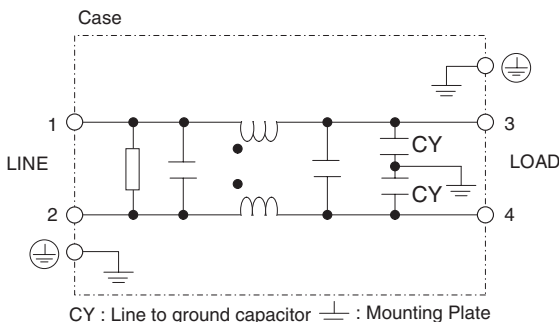 Case
1
3
CY
LINE
LOAD
CY
2
4
CY : Line to ground capacitor : Mounting Plate